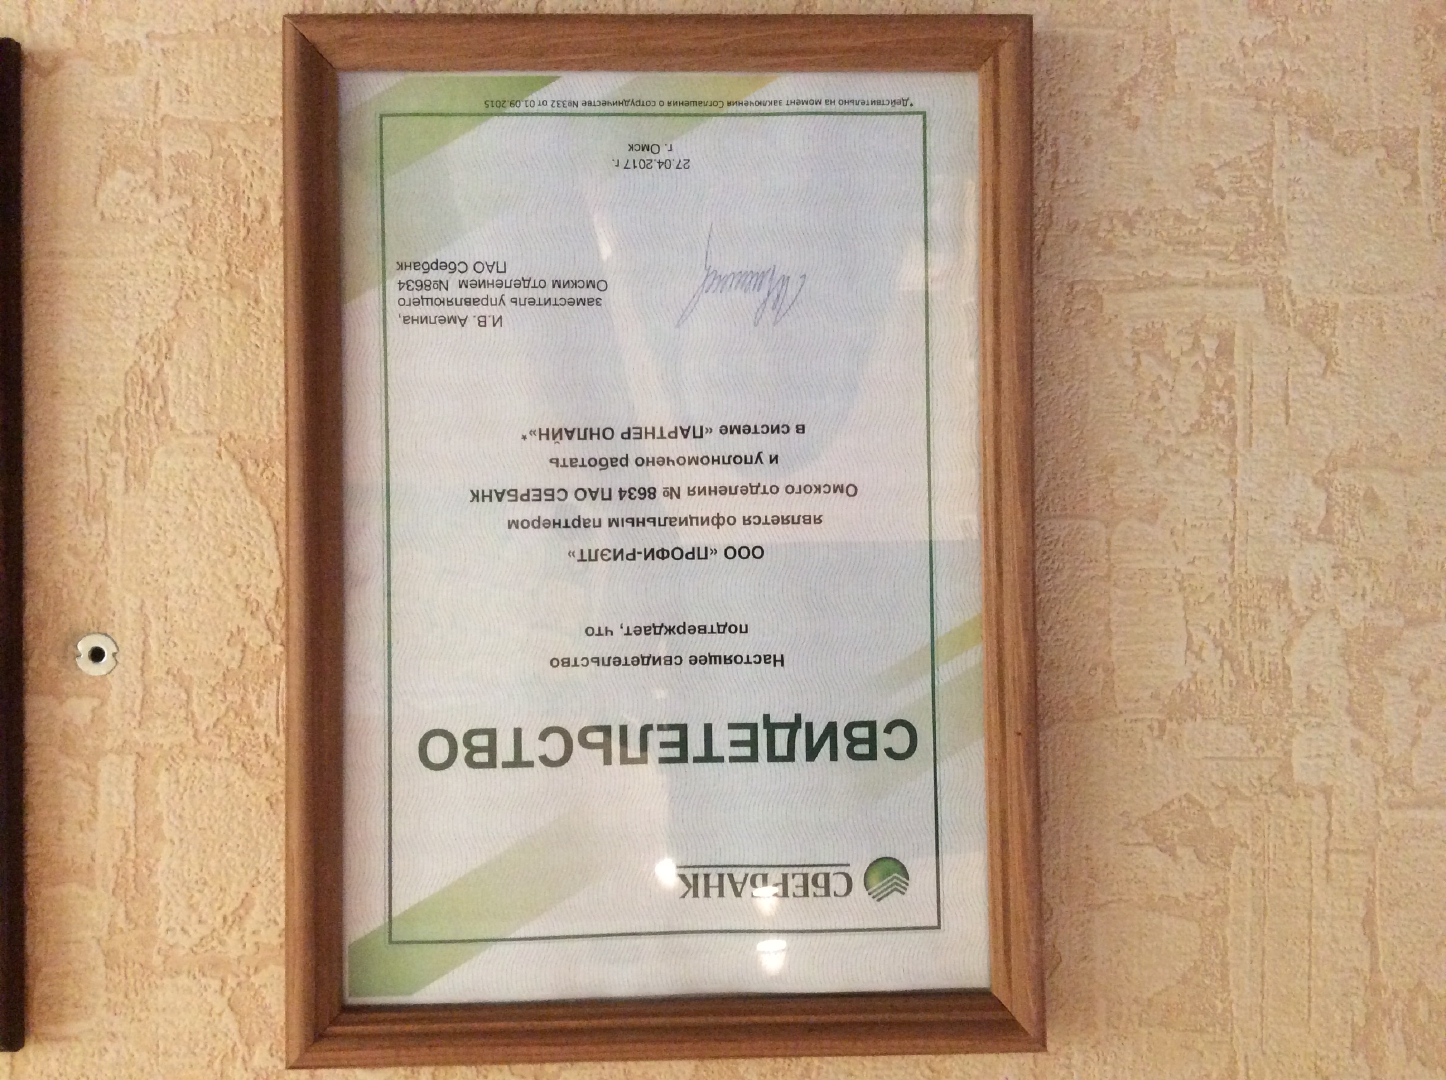 СБЕРБАНК
СВИДЕТЕЛЬСТВО
Настоящее свидетельство
подтверждает, что
ООО «ПРОФИ-РИЭЛТ»
является официальным партнером
Омского отделения № 8634 ПАО СБЕРБАНК
и уполномочено работать
в системе «ПАРТНЕР ОНЛАЙН»*
И.В. Амелина,
заместитель управляющего
Омским отделением №8634
ПАО Сбербанк
27.04.2017 г.
г. Омск
*Действительно на момент заключения Соглашения о сотрудничестве №332 от 01.09.2015